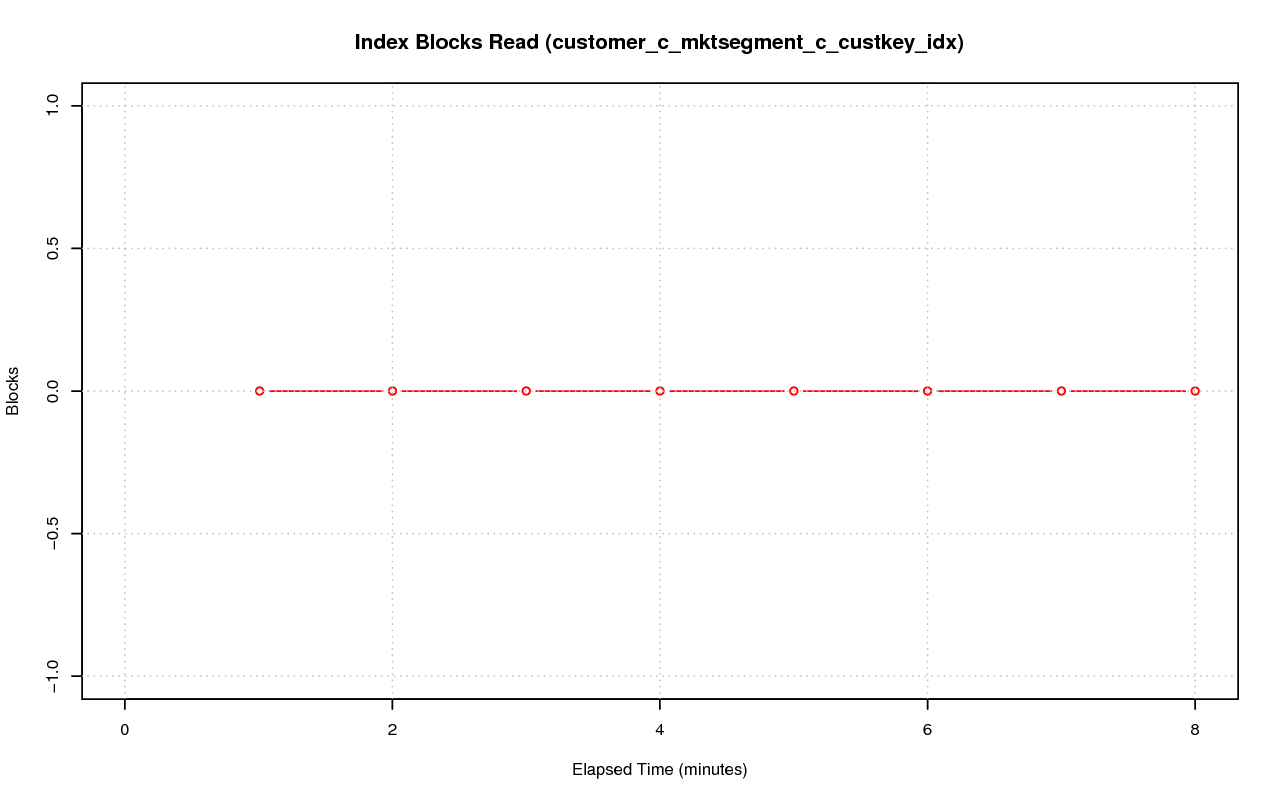 Index Blocks Read (customer_c_mktsegment_c_custkey_idx)
1.0
0.5
0.0
−0.5
−1.0
Blocks
0 2 4 6 8
Elapsed Time (minutes)